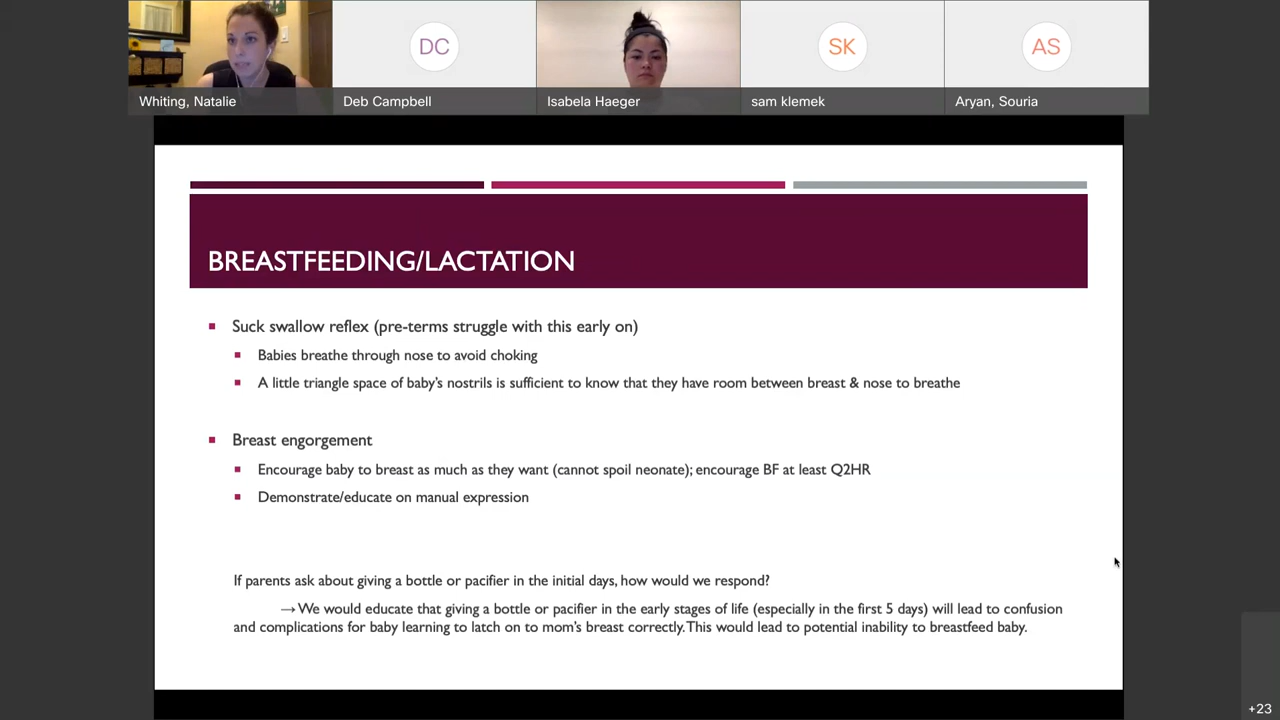 DC
SK
AS
Whiting, Natalie
Deb Campbell
Isabela Haeger
sam klemek
Aryan, Souria
BREASTFEEDING/LACTATION
Suck swallow reflex (pre-terms struggle with this early on)
Babies breathe through nose to avoid choking
A little triangle space of baby's nostrils is sufficient to know that they have room between breast & nose to breathe
Breast engorgement
Encourage baby to breast as much as they want (cannot spoil neonate); encourage BF at least Q2HR
Demonstrate/educate on manual expression
If parents ask about giving a bottle or pacifier in the initial days, how would we respond?
→ We would educate that giving a bottle or pacifier in the early stages of life (especially in the first 5 days) will lead to confusion
and complications for baby learning to latch on to mom's breast correctly. This would lead to potential inability to breastfeed baby.
+23